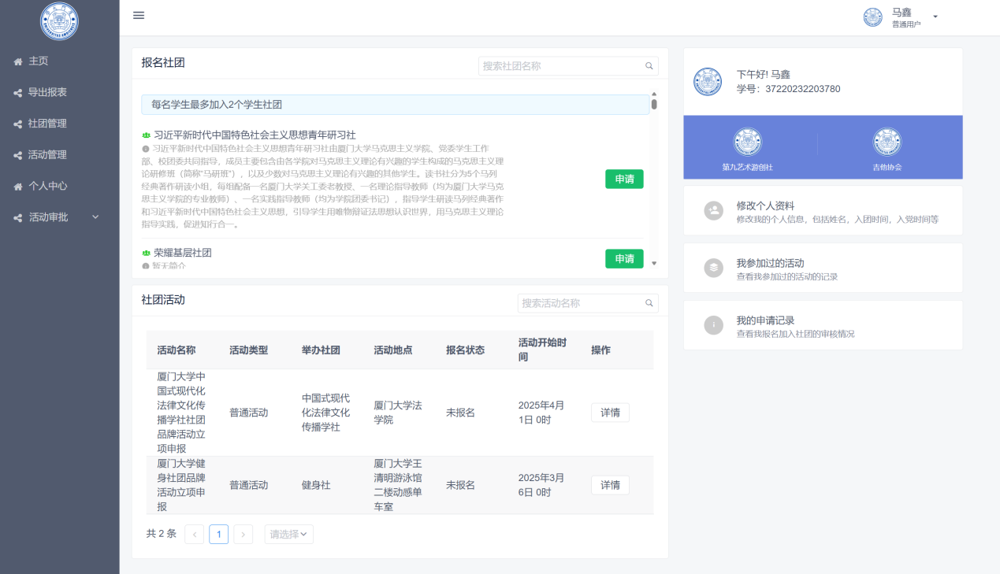 马鑫
普通用户
主页
导出报表
社团管理
活动管理
个人中心
活动审批
报名社团
搜索社团名称
每名学生最多加入2个学生社团
习近平新时代中国特色社会主义思想青年研习社
习近平新时代中国特色社会主义思想青年研习社由厦门大学马克思主义学院、党委学生工作
部、校团委共同指导，成员主要包含由各学院对马克思主义理论有兴趣的学生构成的马克思主义理
论研修班（简称“马研班”），以及少数对马克思主义理论有兴趣的其他学生。读书社分为5个马列
经典著作研读小组，每组配备一名厦门大学关工委老教授、一名理论指导教师（均为厦门大学马克
思主义学院的专业教师）、一名实践指导教师（均为学院团委书记），指导学生研读马列经典著作
和习近平新时代中国特色社会主义思想，引导学生用唯物辩证法思想认识世界，用马克思主义理论
指导实践，促进知行合一。
申请
荣耀基层社团
暂无简介
申请
社团活动
搜索活动名称
活动名称 活动类型 举办社团 活动地点 报名状态 活动开始时 操作
间
厦门大学中
国式现代化
法律文化传
播学社社团
品牌活动立
项申报
普通活动
中国式现代
化法律文化
传播学社
厦门大学法
学院
未报名
2025年4月
1日 0时
详情
厦门大学健
身社团品牌
活动立项申
报
普通活动
健身社
厦门大学王
清明游泳馆
二楼动感单
车室
未报名
2025年3月
6日 0时
详情
共 2 条 1 请选择
下午好! 马鑫
学号：37220232203780
第九艺术游创社 吉他协会
修改个人资料
修改我的个人信息，包括姓名，入团时间，入党时间等
我参加过的活动
查看我参加过的活动的记录
我的申请记录
查看我报名加入社团的审核情况